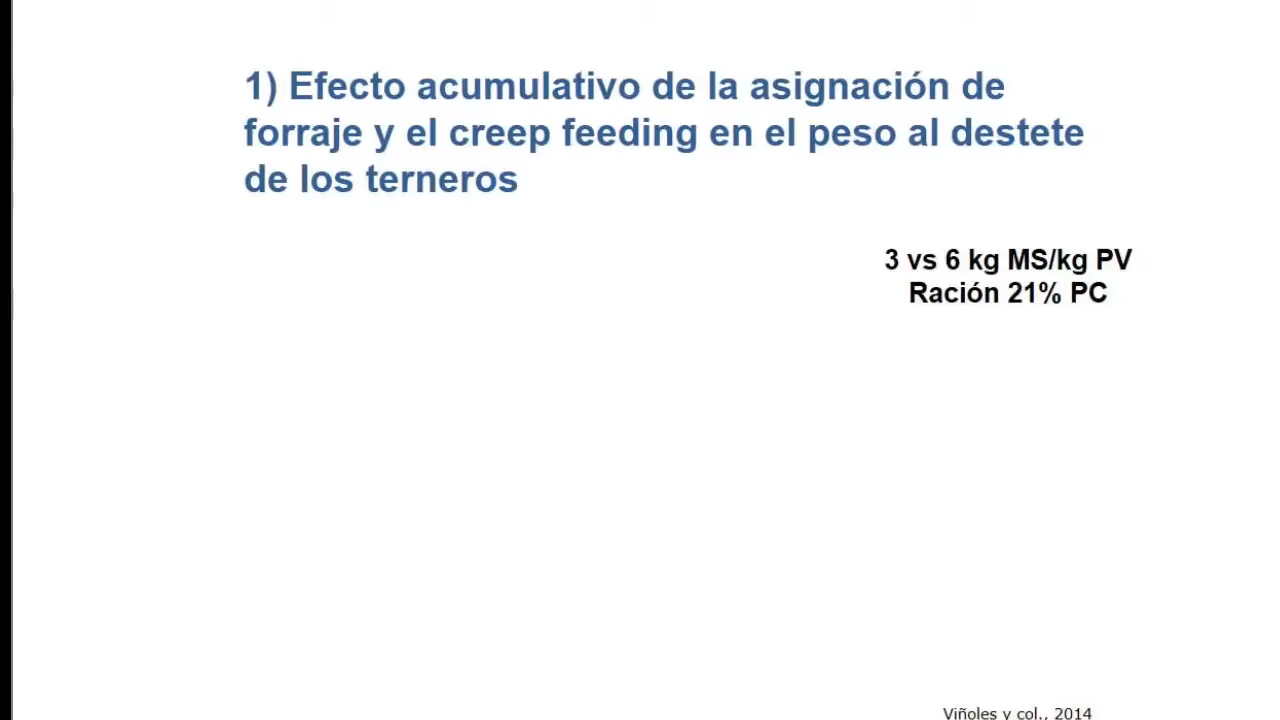 1) Efecto acumulativo de la asignación de
forraje y el creep feeding en el peso al destete
de los terneros
3 vs 6 kg MS/kg PV
Ración 21% PC
Viñoles y col., 2014